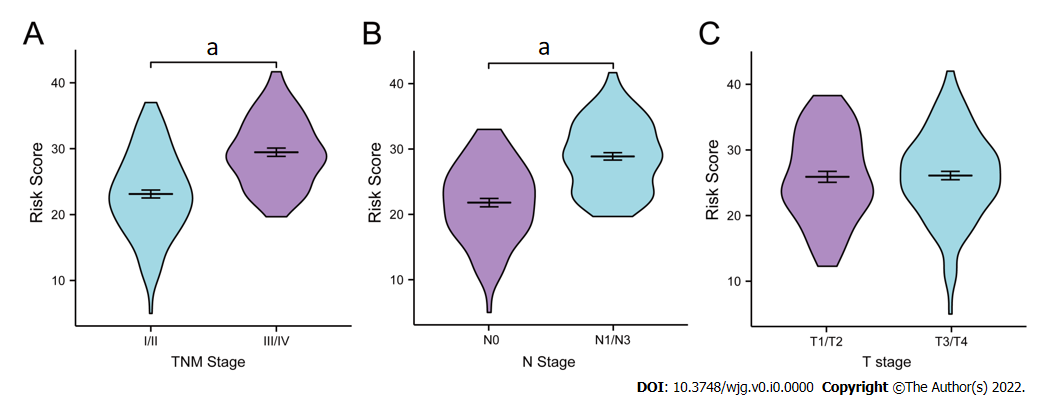 A
a
Risk Score
40
30
20
10
I/II
III/IV
TNM Stage
B
a
Risk Score
40
30
20
10
N0
N1/N3
N Stage
C
Risk Score
40
30
20
10
T1/T2
T3/T4
T stage
DOI: 10.3748/wjg.v0.i0.0000 Copyright ©The Author(s) 2022.